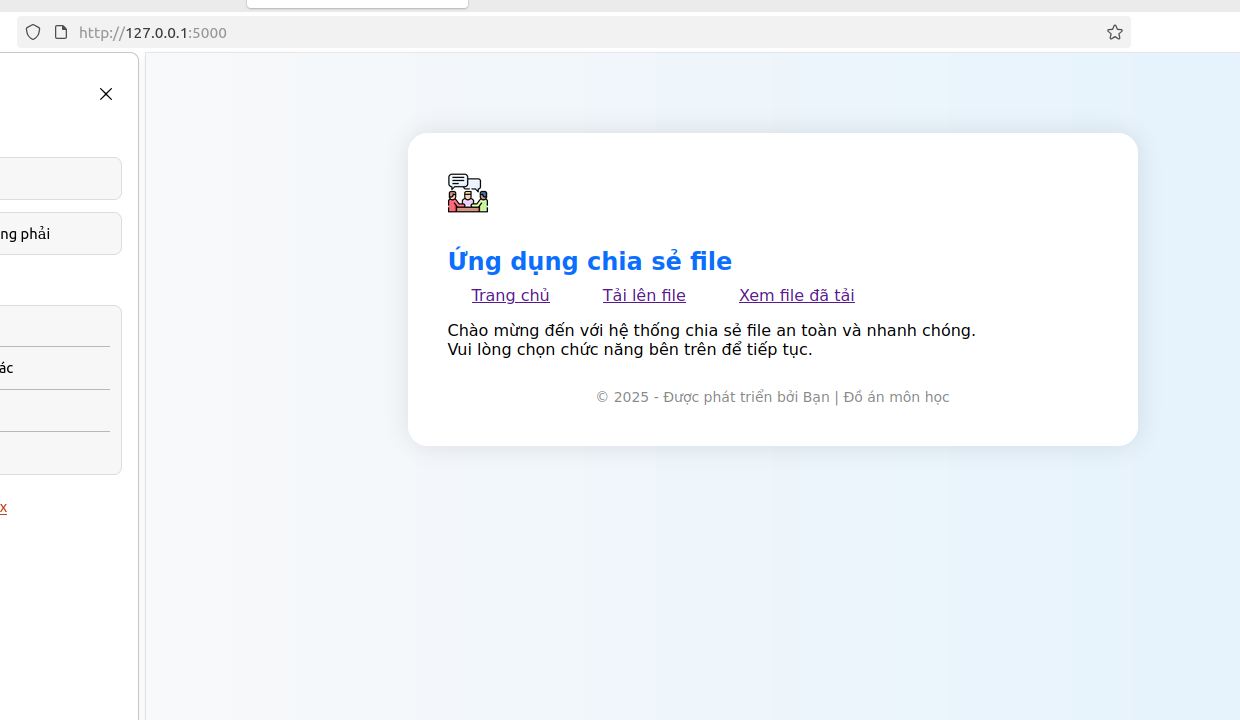 http://127.0.0.1:5000
ng phải
ác
x
Ứng dụng chia sẻ file
Trang chủ Tải lên file Xem file đã tải
Chào mừng đến với hệ thống chia sẻ file an toàn và nhanh chóng.
Vui lòng chọn chức năng bên trên để tiếp tục.
© 2025 - Được phát triển bởi Bạn | Đồ án môn học